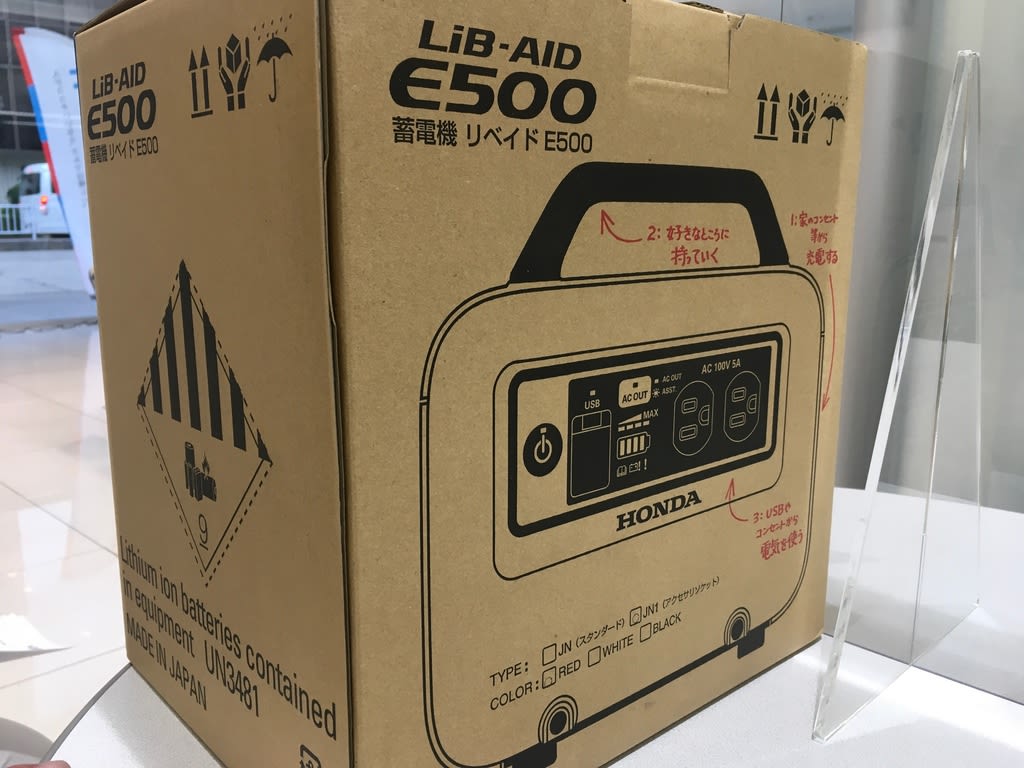 LiB-AID
E500
蓄電機 リベイド E500
9
Lithium ion batteries contained
in equipment UN3481
MADE IN JAPAN
LiB-AID
E500
蓄電機 リベイド E500
1:家のコンセント
等から
充電する
2:好きなところに
持っていく
USB
AC OUT
AC OUT
ASST.
AC 100V 5A
MAX
HONDA
3:USBや
コンセントから
電気を使う
TYPE: JN (スタンダード) JN1 (アクセサリソケット)
COLOR: RED WHITE BLACK